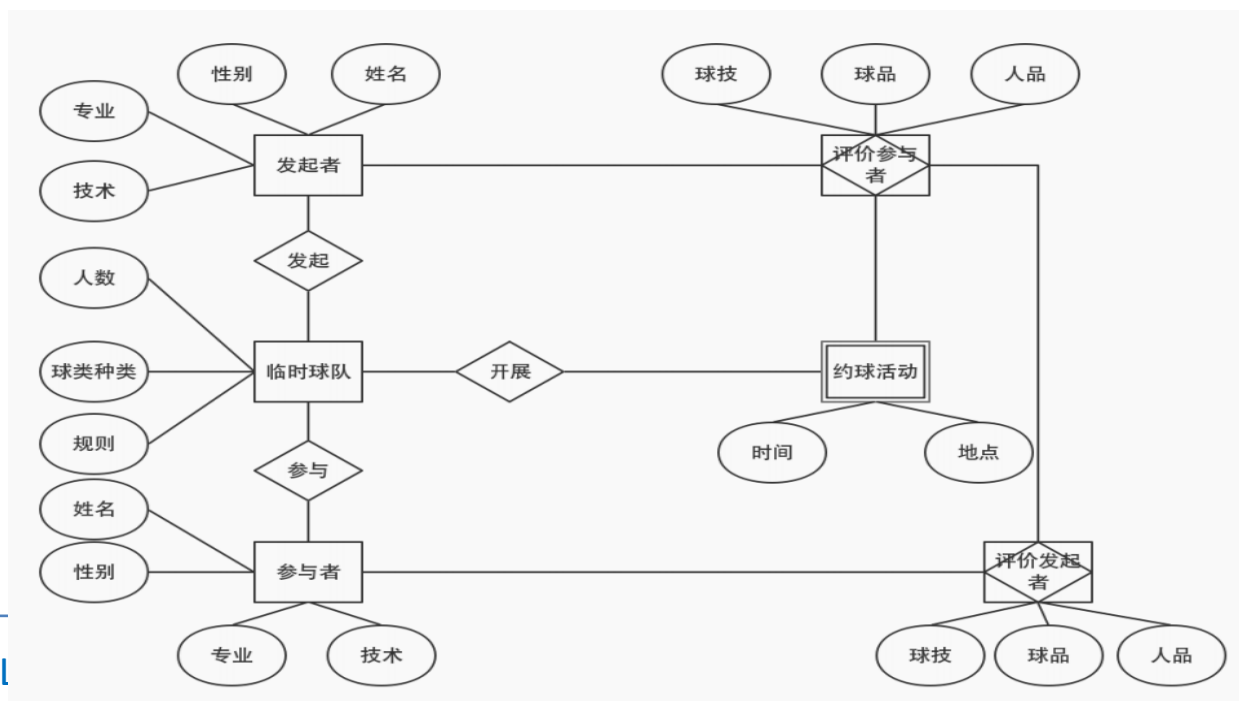 性别
姓名
球技
球品
人品
专业
发起者
评价参与
者
技术
发起
人数
球类种类
临时球队
开展
约球活动
规则
时间
地点
参与
姓名
性别
参与者
评价发起
者
专业
技术
球技
球品
人品